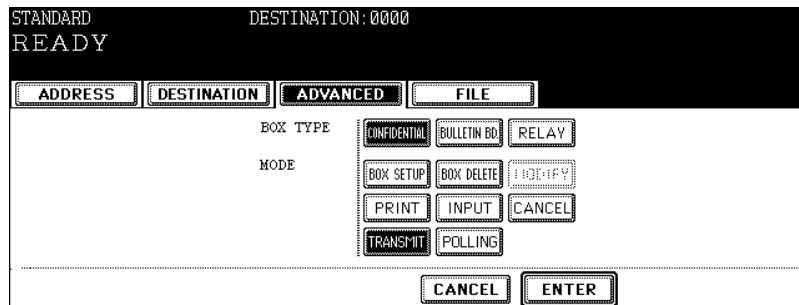 STANDARD DESTINATION:0000
READY
ADDRESS DESTINATION ADVANCED FILE
BOX TYPE CONFIDENTIAL BULLETIN BD. RELAY
MODE BOX SETUP BOX DELETE MODIFY
PRINT INPUT CANCEL
TRANSMIT POLLING
CANCEL ENTER